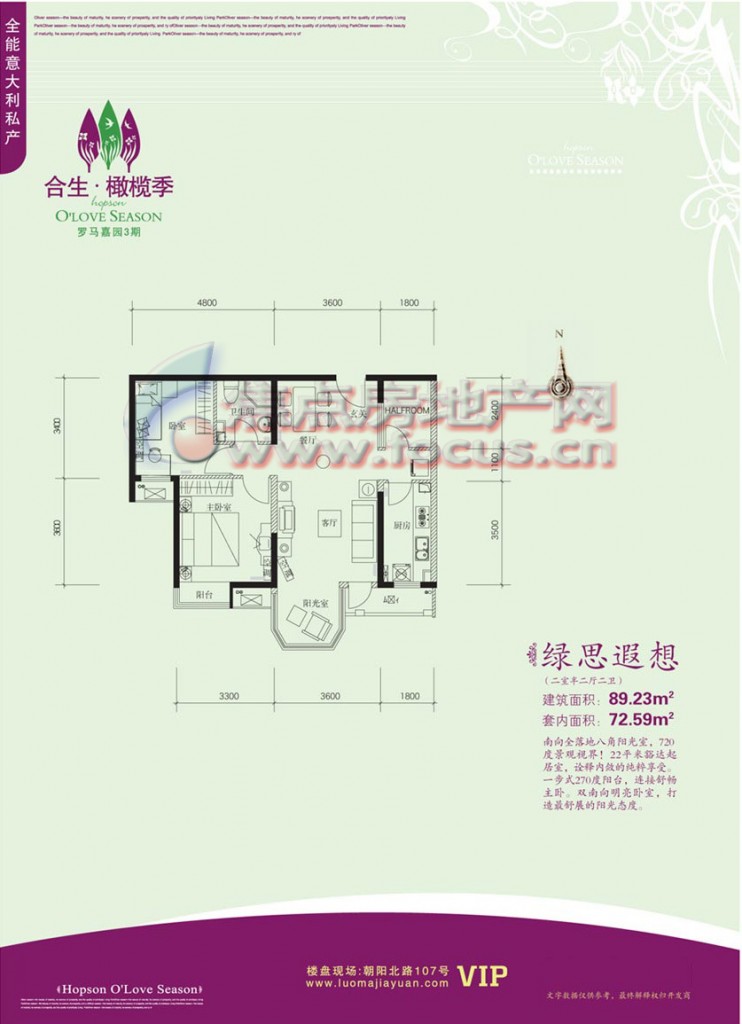 全能意大利私产
合生·橄榄季
hopson
O'LOVE SEASON
罗马嘉园3期
hopson
O'LOVE SEASON
4800
3600
1800
N
3400
3600
2400
1100
3500
卧室
卫生间
餐厅
玄关
HALFROOM
主卧室
客厅
厨房
阳台
阳光室
焦点房地产网
www.focus.cn
3300
3600
1800
绿思遐想
(二室半二厅二卫)
建筑面积: 89.23m²
套内面积: 72.59m²
南向全落地八角阳光室,720
度景观视界!22平米豁达起
居室,诠释内敛的纯粹享受。
一步式270度阳台,连接舒畅
主卧。双南向明亮卧室,打
造最舒展的阳光态度。
《Hopson O'Love Season》
楼盘现场:朝阳北路107号 VIP
www.luomajiayuan.com
文字数据仅供参考,最终解释权归开发商